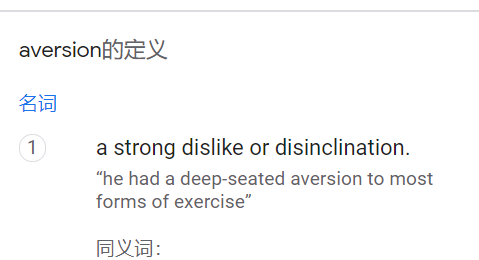 aversion的定义
名词
1
a strong dislike or disinclination.
“he had a deep-seated aversion to most
forms of exercise”
同义词：